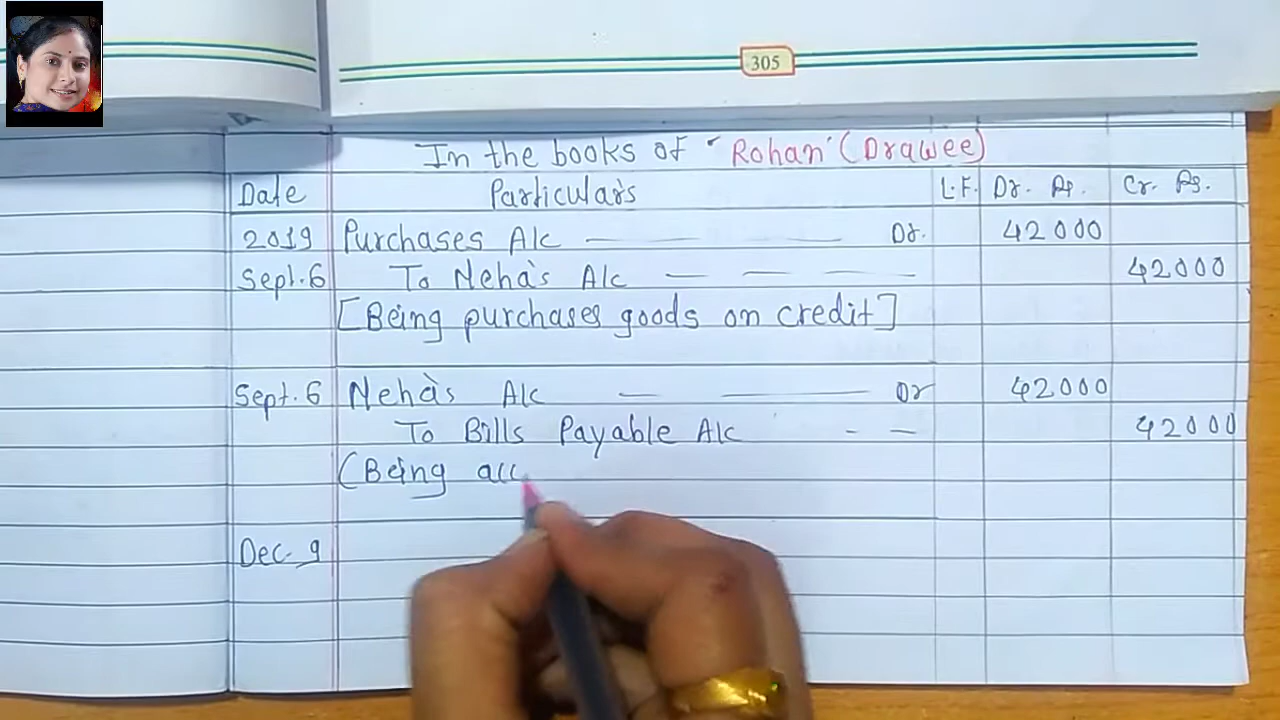 305
In the books of 'Rohan' (Drawee)
Date Particulars L.F. Dr. Rs. Cr. Rs.
2019 Purchases A/c Dr. 42000
Sept. 6 To Neha's A/c 42000
[Being purchases goods on credit]
Sept. 6 Neha's A/c Dr 42000
To Bills Payable A/c 42000
(Being acc
Dec. 9